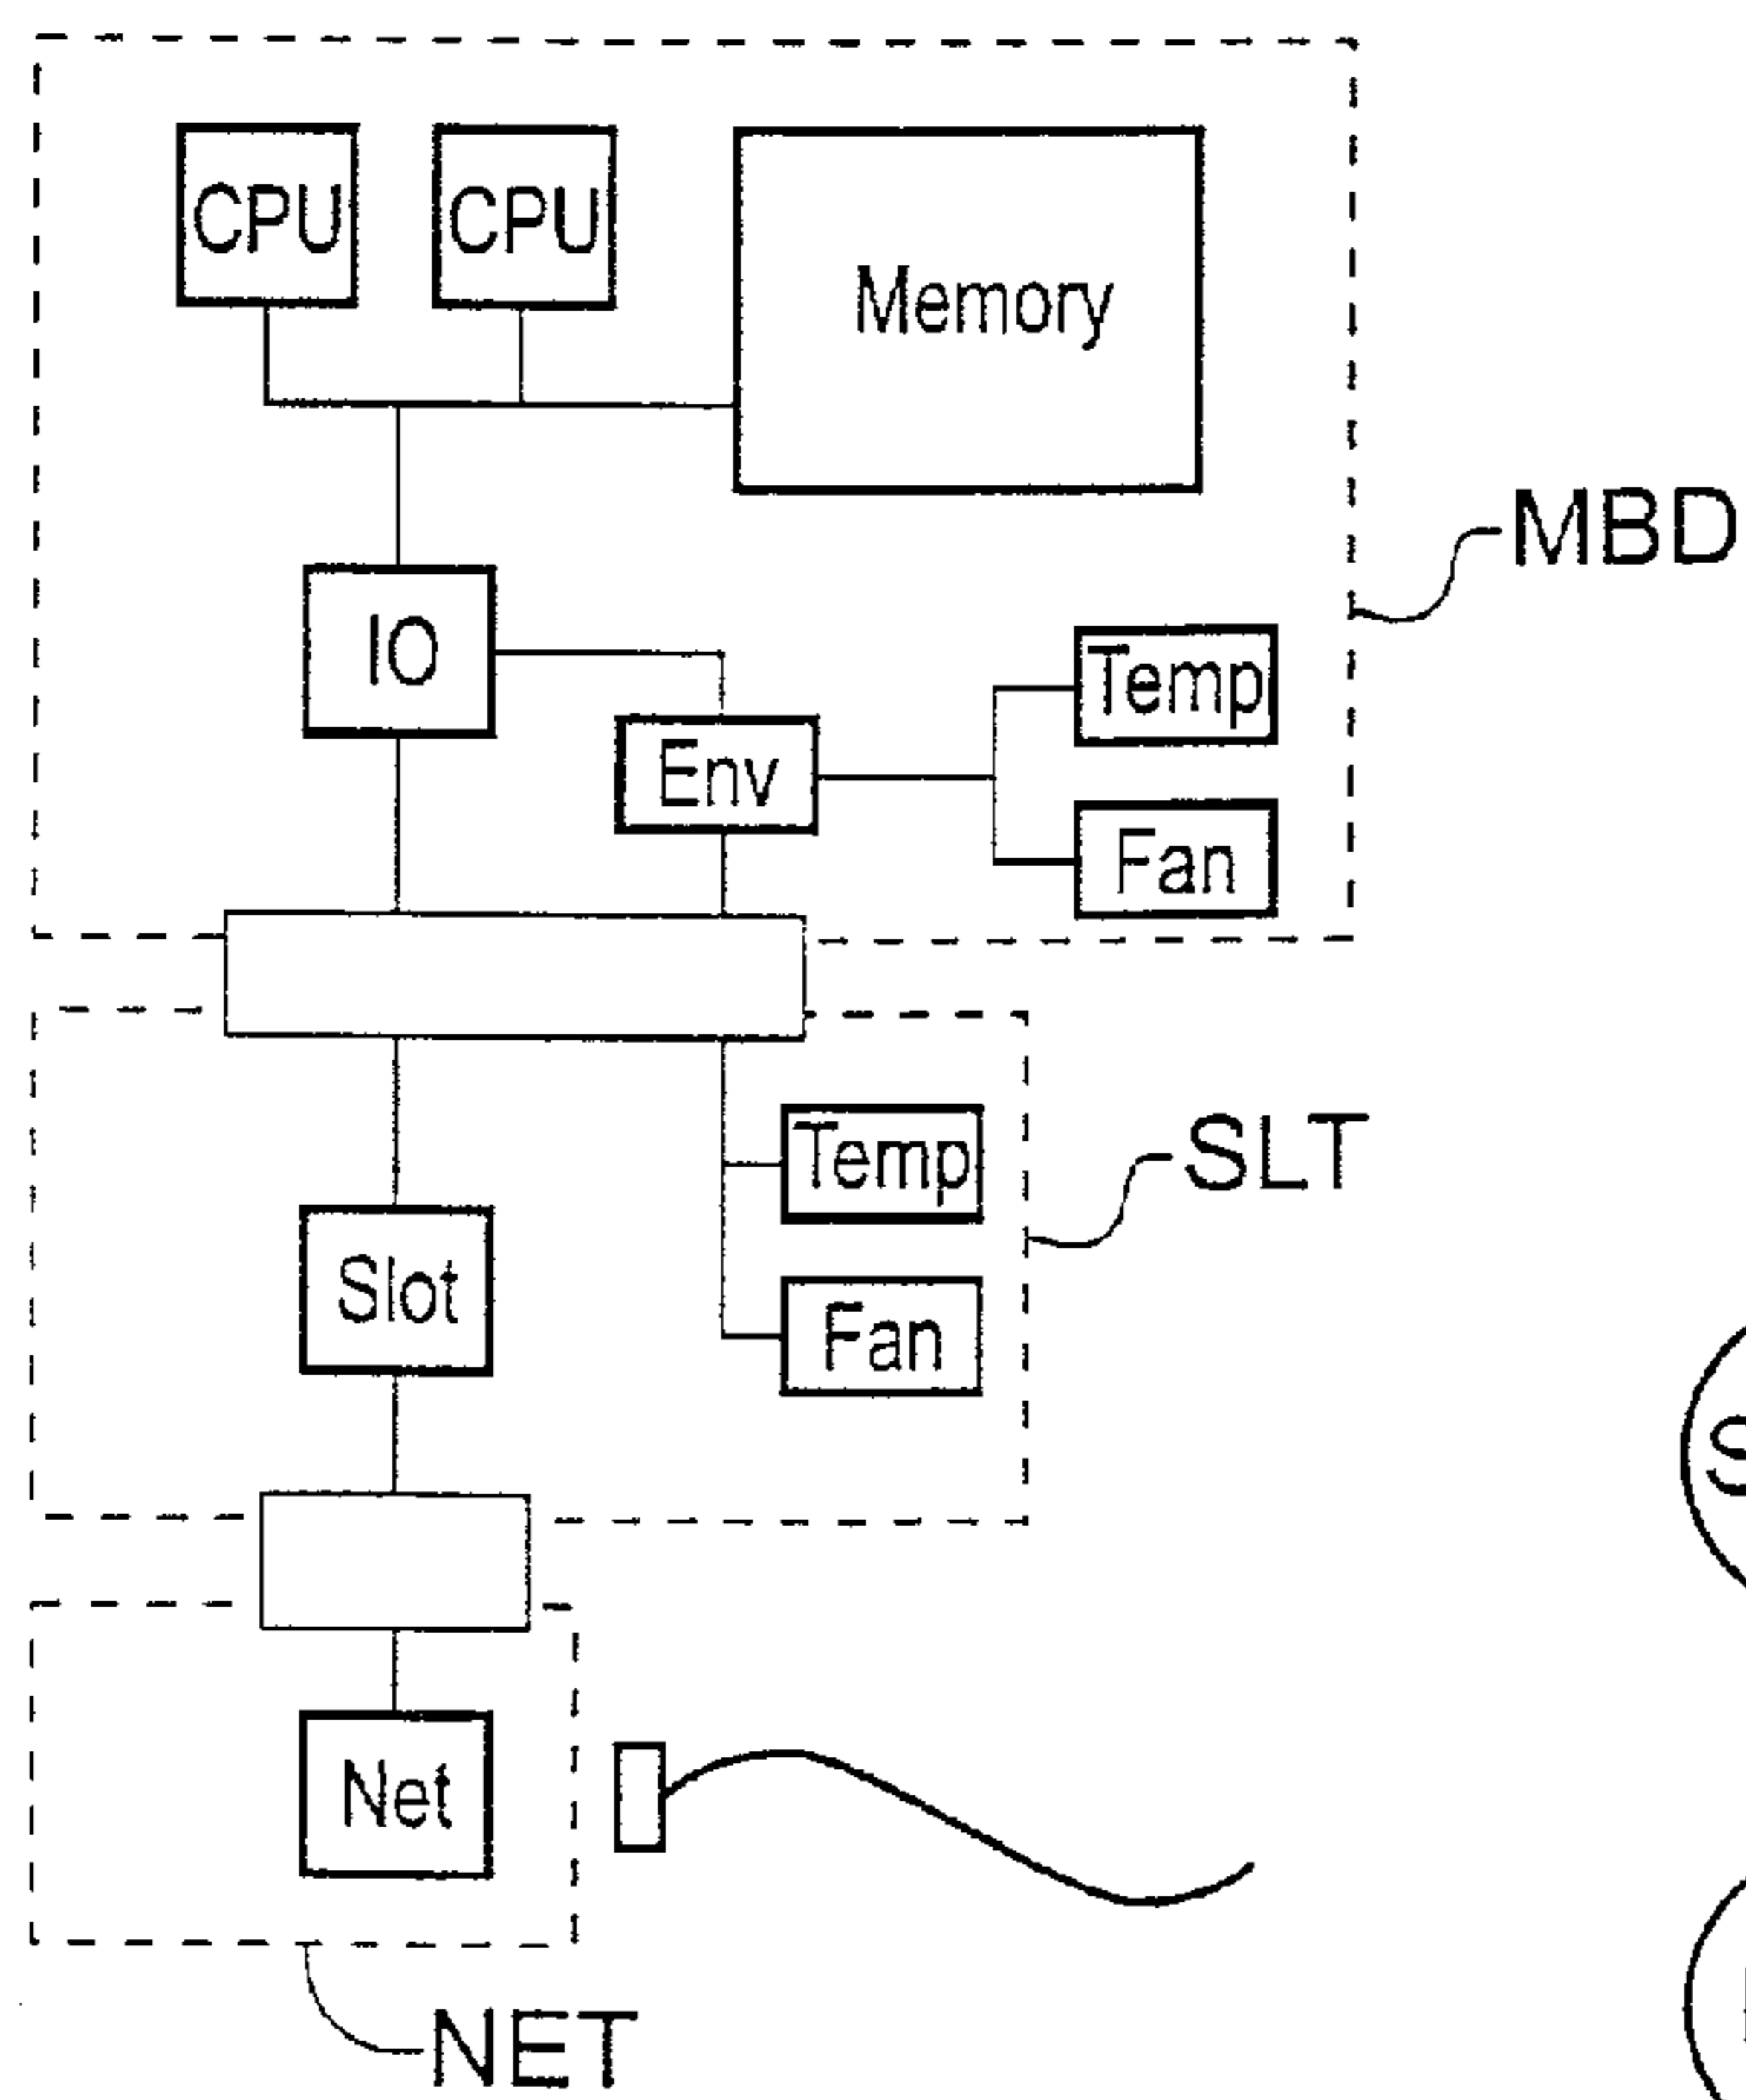 CPU
CPU
Memory
MBD
IO
Temp
Env
Fan
Temp
SLT
Slot
Fan
Net
NET